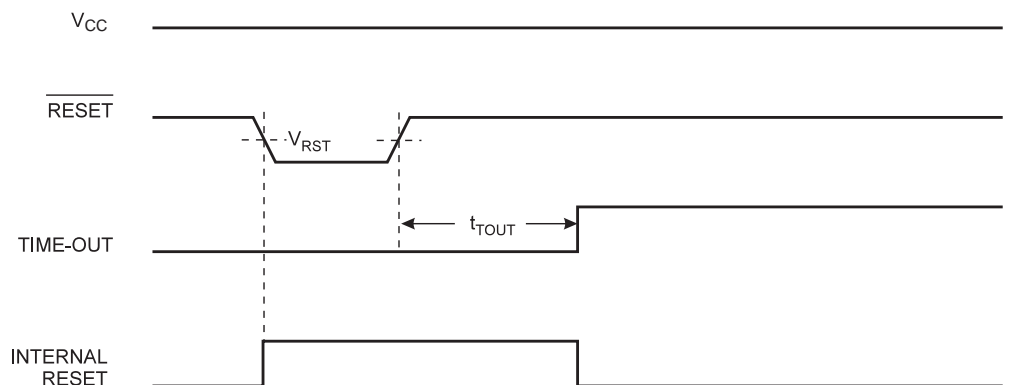 VCC
RESET
VRST
tTOUT
TIME-OUT
INTERNAL
RESET